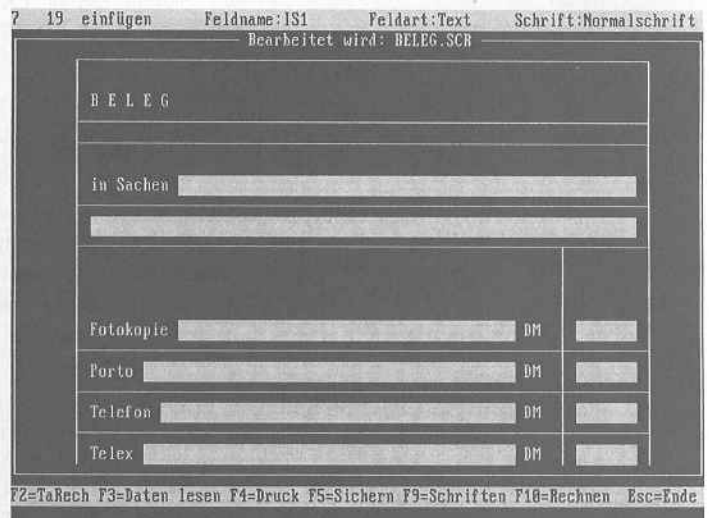 7 19 einfügen Feldname:IS1 Feldart:Text Schrift:Normalschrift
Bearbeitet wird: BELEG.SCR
B E L E G
in Sachen
Fotokopie DM
Porto DM
Telefon DM
Telex DM
F2=TaRech F3=Daten lesen F4=Druck F5=Sichern F9=Schriften F10=Rechnen Esc=Ende